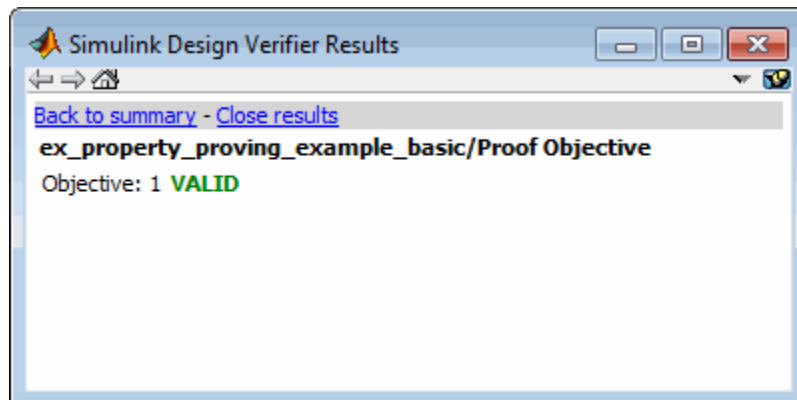 Simulink Design Verifier Results
Back to summary - Close results
ex_property_proving_example_basic/Proof Objective
Objective: 1 VALID